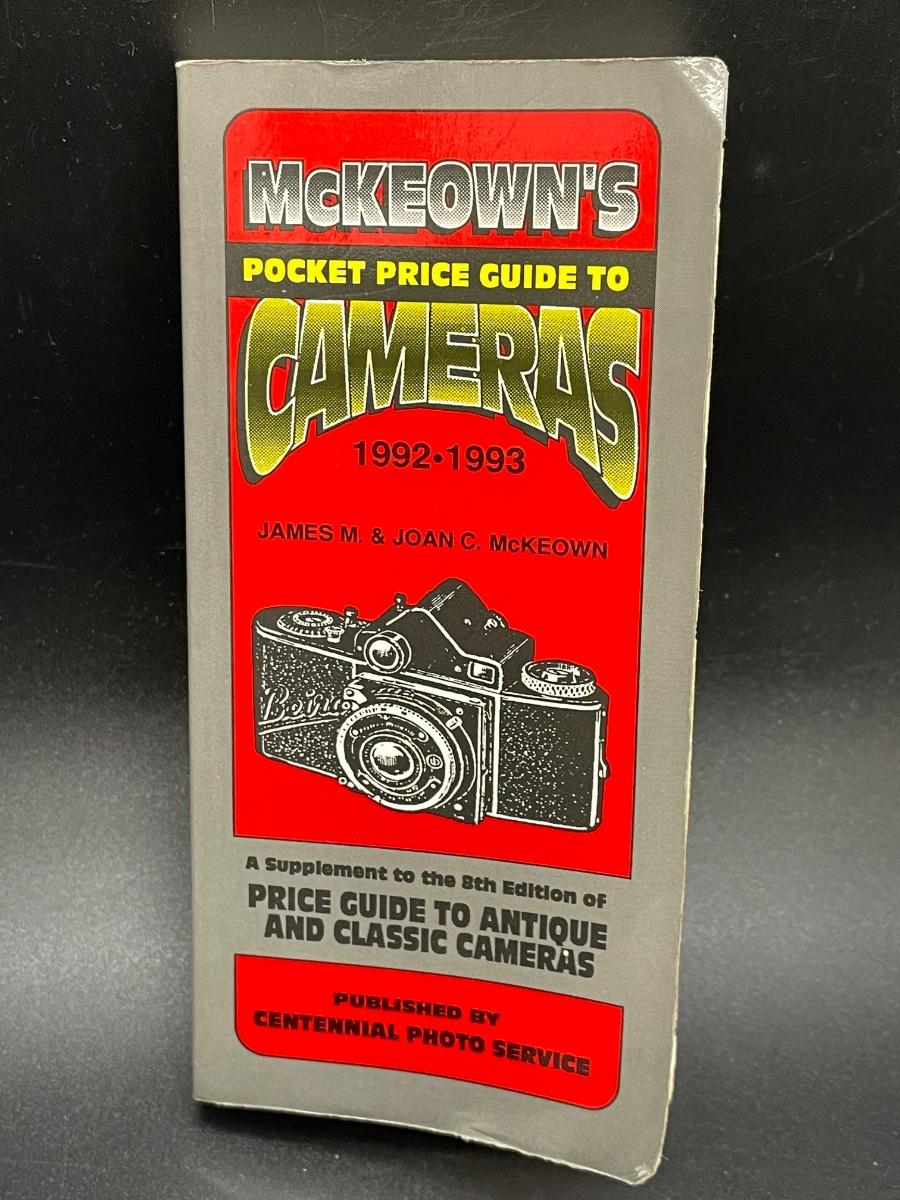 McKEOWN'S
POCKET PRICE GUIDE TO
CAMERAS
1992•1993
JAMES M. & JOAN C. McKEOWN
A Supplement to the 8th Edition of
PRICE GUIDE TO ANTIQUE
AND CLASSIC CAMERAS
PUBLISHED BY
CENTENNIAL PHOTO SERVICE